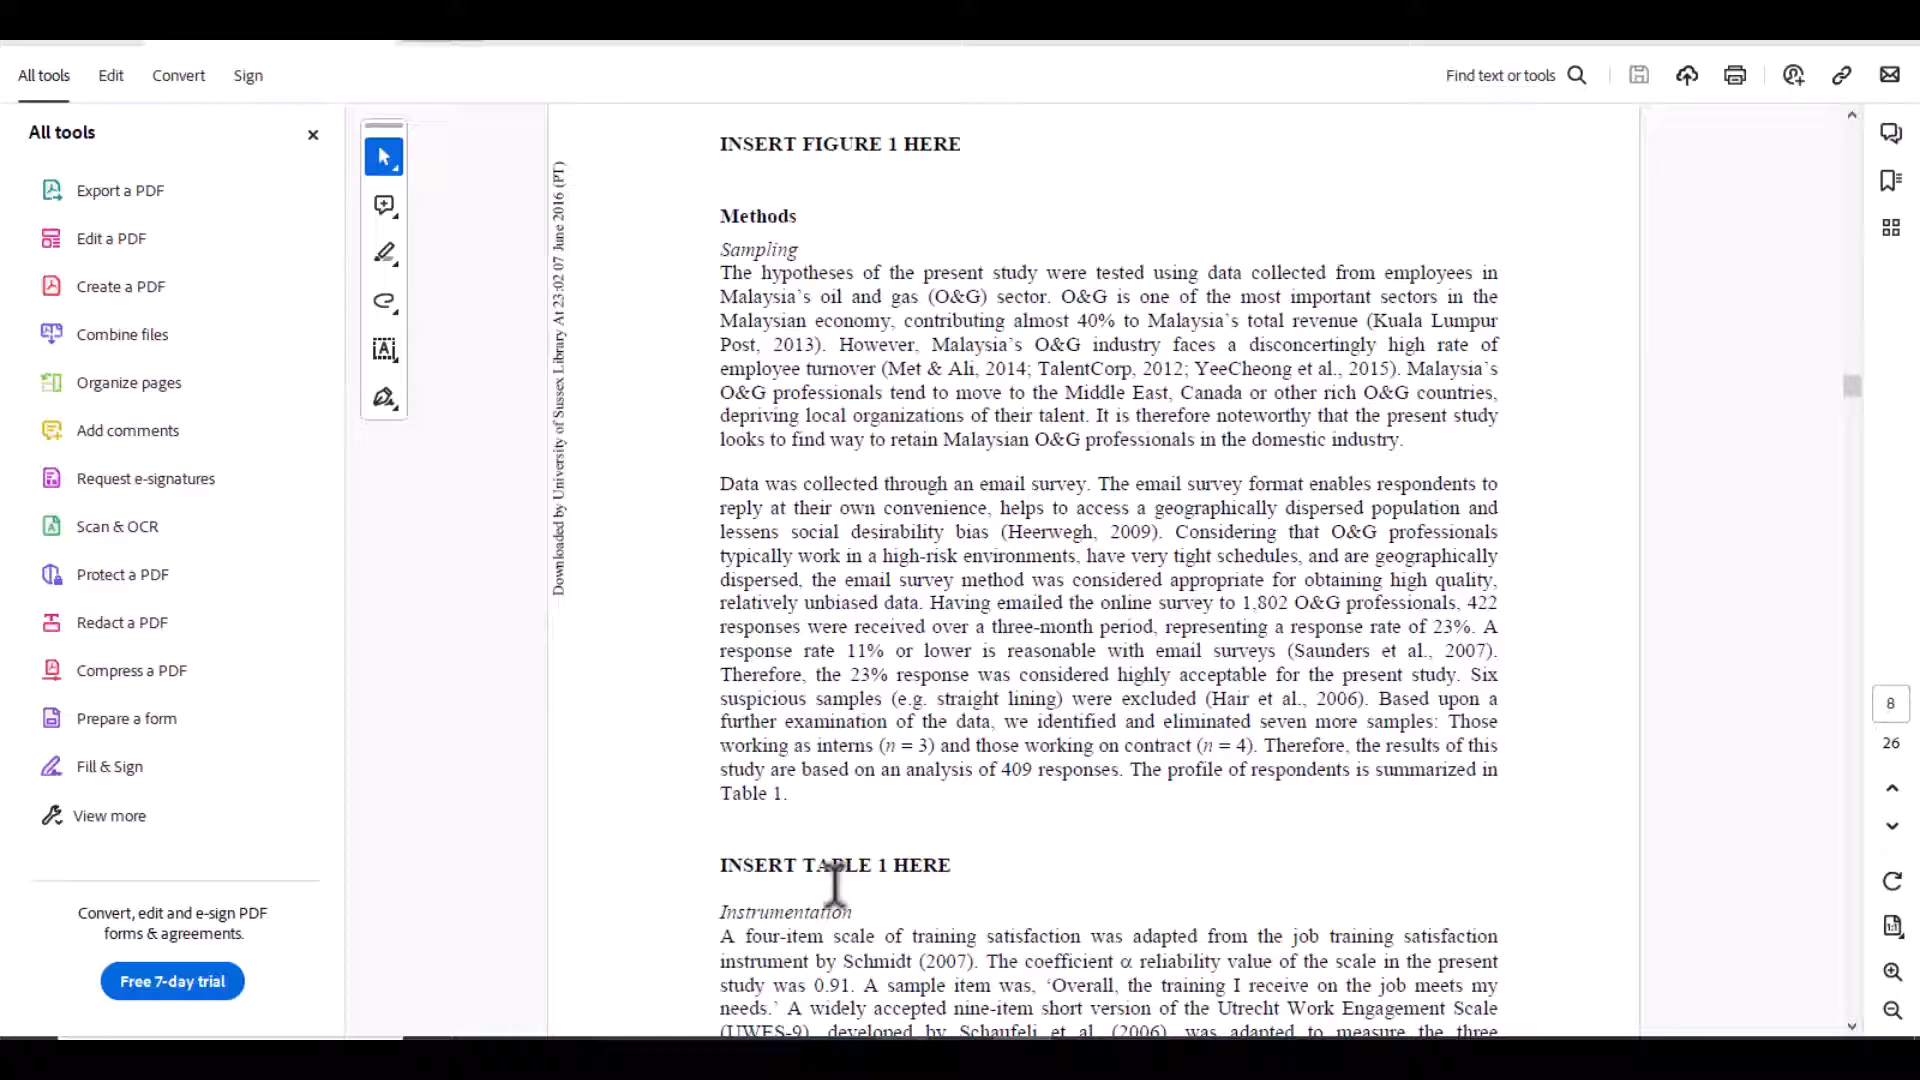 All tools
Edit
Convert
Sign
Find text or tools
All tools
Export a PDF
Edit a PDF
Create a PDF
Combine files
Organize pages
Add comments
Request e-signatures
Scan & OCR
Protect a PDF
Redact a PDF
Compress a PDF
Prepare a form
Fill & Sign
View more
Convert, edit and e-sign PDF
forms & agreements.
Free 7-day trial
Downloaded by University of Sussex Library At 23:02 07 June 2016 (PT)
INSERT FIGURE 1 HERE
Methods
Sampling
The hypotheses of the present study were tested using data collected from employees in
Malaysia's oil and gas (O&G) sector. O&G is one of the most important sectors in the
Malaysian economy, contributing almost 40% to Malaysia's total revenue (Kuala Lumpur
Post, 2013). However, Malaysia's O&G industry faces a disconcertingly high rate of
employee turnover (Met & Ali, 2014; TalentCorp, 2012; YeeCheong et al., 2015). Malaysia's
O&G professionals tend to move to the Middle East, Canada or other rich O&G countries,
depriving local organizations of their talent. It is therefore noteworthy that the present study
looks to find way to retain Malaysian O&G professionals in the domestic industry.
Data was collected through an email survey. The email survey format enables respondents to
reply at their own convenience, helps to access a geographically dispersed population and
lessens social desirability bias (Heerwegh, 2009). Considering that O&G professionals
typically work in a high-risk environments, have very tight schedules, and are geographically
dispersed, the email survey method was considered appropriate for obtaining high quality,
relatively unbiased data. Having emailed the online survey to 1,802 O&G professionals, 422
responses were received over a three-month period, representing a response rate of 23%. A
response rate 11% or lower is reasonable with email surveys (Saunders et al., 2007).
Therefore, the 23% response was considered highly acceptable for the present study. Six
suspicious samples (e.g. straight lining) were excluded (Hair et al., 2006). Based upon a
further examination of the data, we identified and eliminated seven more samples: Those
working as interns (n = 3) and those working on contract (n = 4). Therefore, the results of this
study are based on an analysis of 409 responses. The profile of respondents is summarized in
Table 1.
INSERT TABLE 1 HERE
Instrumentation
A four-item scale of training satisfaction was adapted from the job training satisfaction
instrument by Schmidt (2007). The coefficient α reliability value of the scale in the present
study was 0.91. A sample item was, ‘Overall, the training I receive on the job meets my
needs.’ A widely accepted nine-item short version of the Utrecht Work Engagement Scale
(UWES-9), developed by Schaufeli et al. (2006), was adapted to measure the three
8
26